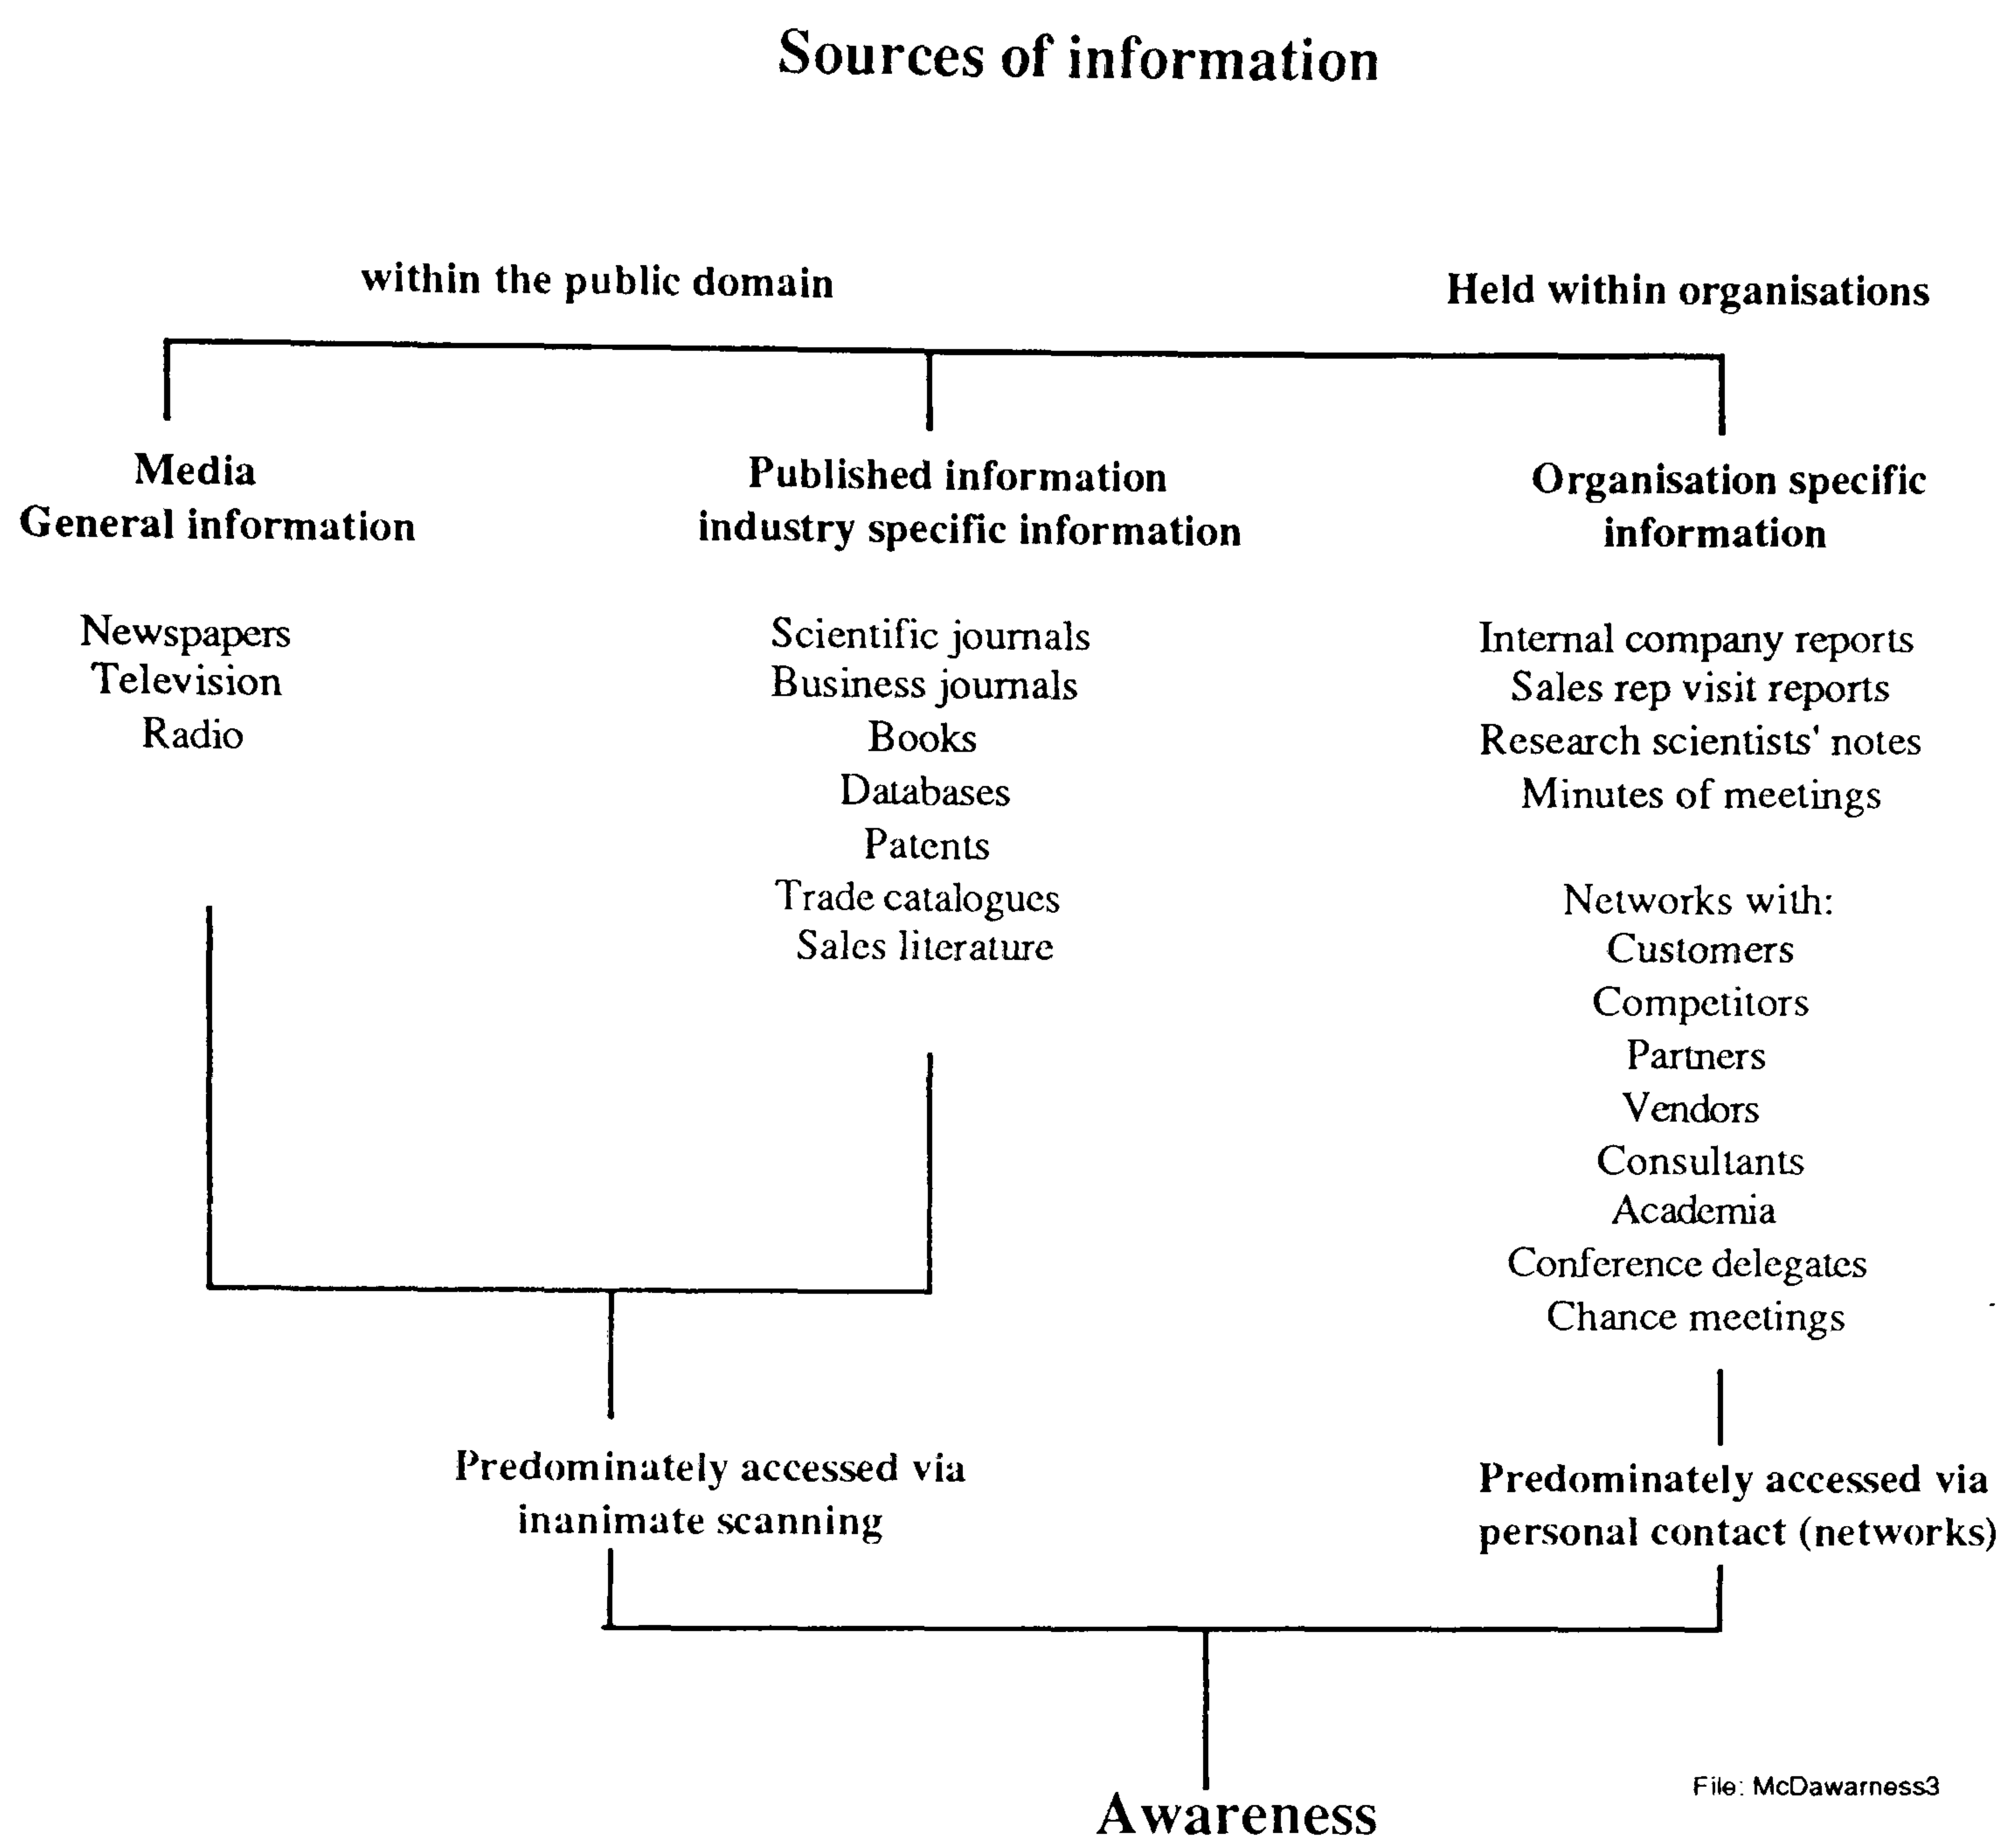 Sources of information
within the public domain
Held within organisations
Media
General information
Newspapers
Television
Radio
Published information
industry specific information
Scientific journals
Business journals
Books
Databases
Patents
Trade catalogues
Sales literature
Organisation specific
information
Internal company reports
Sales rep visit reports
Research scientists' notes
Minutes of meetings
Networks with:
Customers
Competitors
Partners
Vendors
Consultants
Academia
Conference delegates
Chance meetings
Predominately accessed via
inanimate scanning
Predominately accessed via
personal contact (networks)
Awareness
File: McDawarness3